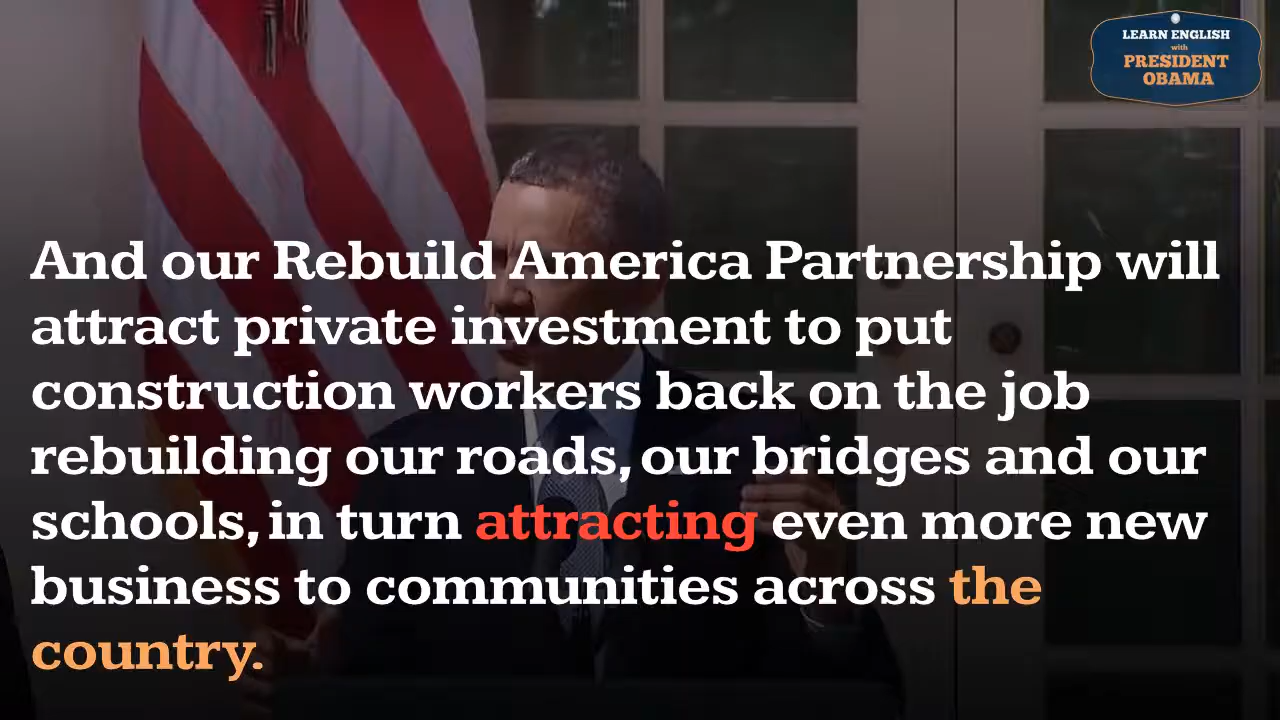 LEARN ENGLISH
with
PRESIDENT
OBAMA
And our Rebuild America Partnership will
attract private investment to put
construction workers back on the job
rebuilding our roads, our bridges and our
schools, in turn attracting even more new
business to communities across the
country.